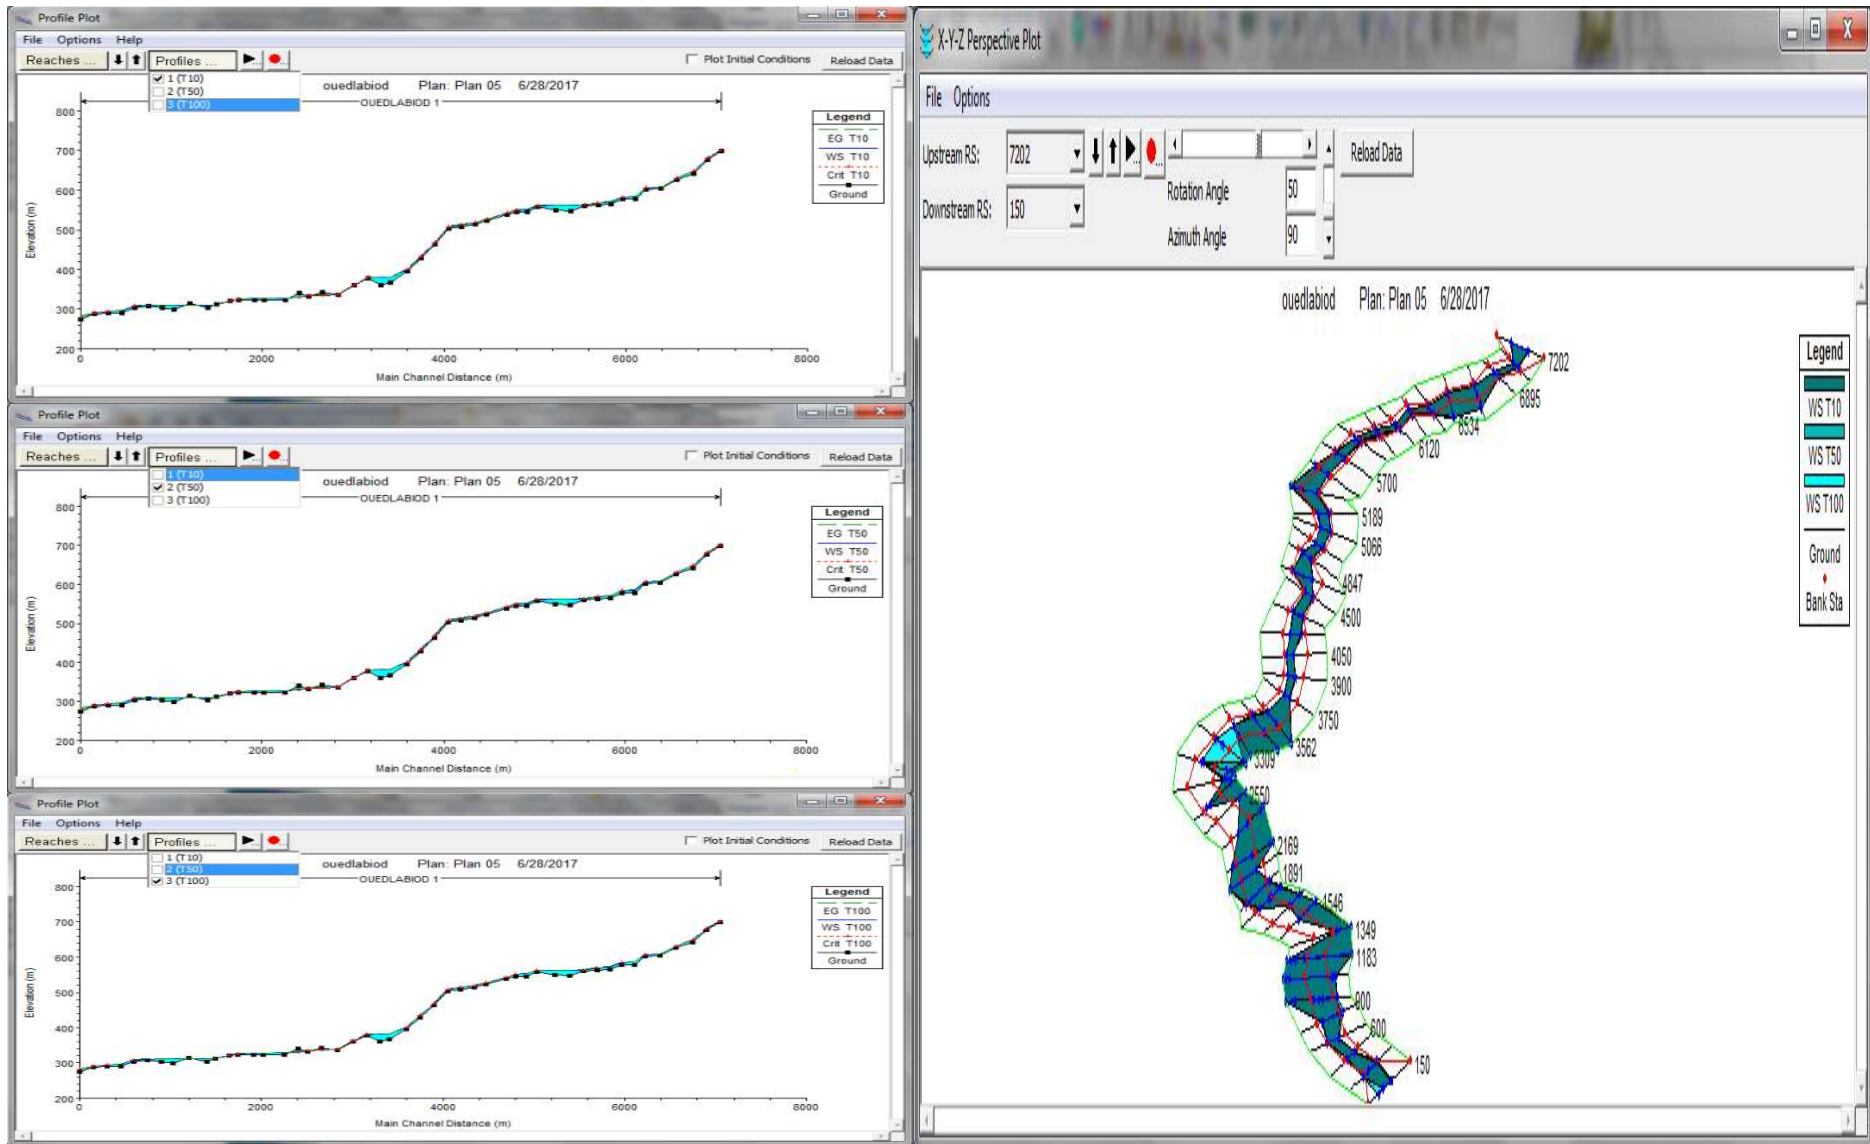 Profile Plot
File Options Help
Reaches ... Profiles ... Plot Initial Conditions Reload Data
1 (T10)
2 (T50)
3 (T100)
ouedlabiod Plan: Plan 05 6/28/2017
OUEDLABIOD 1
Legend
EG T10
WS T10
Crit T10
Ground
Elevation (m)
800
700
600
500
400
300
200
0 2000 4000 6000 8000
Main Channel Distance (m)
Profile Plot
File Options Help
Reaches ... Profiles ... Plot Initial Conditions Reload Data
1 (T10)
2 (T50)
3 (T100)
ouedlabiod Plan: Plan 05 6/28/2017
OUEDLABIOD 1
Legend
EG T50
WS T50
Crit T50
Ground
Elevation (m)
800
700
600
500
400
300
200
0 2000 4000 6000 8000
Main Channel Distance (m)
Profile Plot
File Options Help
Reaches ... Profiles ... Plot Initial Conditions Reload Data
1 (T10)
2 (T50)
3 (T100)
ouedlabiod Plan: Plan 05 6/28/2017
OUEDLABIOD 1
Legend
EG T100
WS T100
Crit T100
Ground
Elevation (m)
800
700
600
500
400
300
200
0 2000 4000 6000 8000
Main Channel Distance (m)
X-Y-Z Perspective Plot
File Options
Upstream RS: 7202
Downstream RS: 150
Rotation Angle 50
Azimuth Angle 90
Reload Data
ouedlabiod Plan: Plan 05 6/28/2017
Legend
WS T10
WS T50
WS T100
Ground
Bank Sta
7202
6895
6534
6120
5700
5189
5066
4847
4500
4050
3900
3750
3562
3309
2550
2169
1891
1546
1349
1183
900
600
150